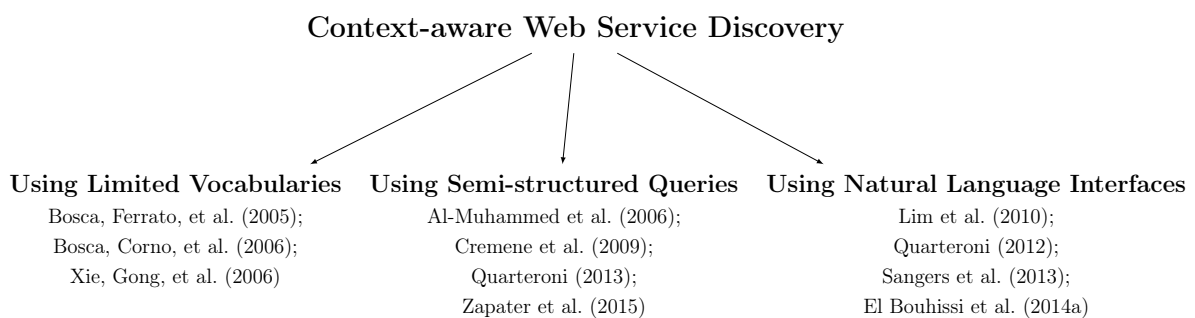 Context-aware Web Service Discovery
Using Limited Vocabularies
Bosca, Ferrato, et al. (2005);
Bosca, Corno, et al. (2006);
Xie, Gong, et al. (2006)
Using Semi-structured Queries
Al-Muhammed et al. (2006);
Cremene et al. (2009);
Quarteroni (2013);
Zapater et al. (2015)
Using Natural Language Interfaces
Lim et al. (2010);
Quarteroni (2012);
Sangers et al. (2013);
El Bouhissi et al. (2014a)